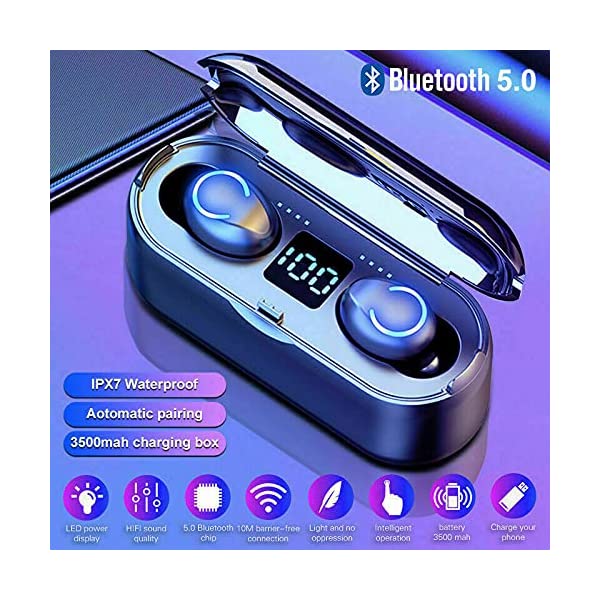 Bluetooth 5.0
100
IPX7 Waterproof
Aotomatic pairing
3500mah charging box
LED power
display
HIFI sound
quality
5.0 Bluetooth
chip
10M barrier-free
connection
Light and no
oppression
Intelligent
operation
battery
3500 mah
Charge your
phone